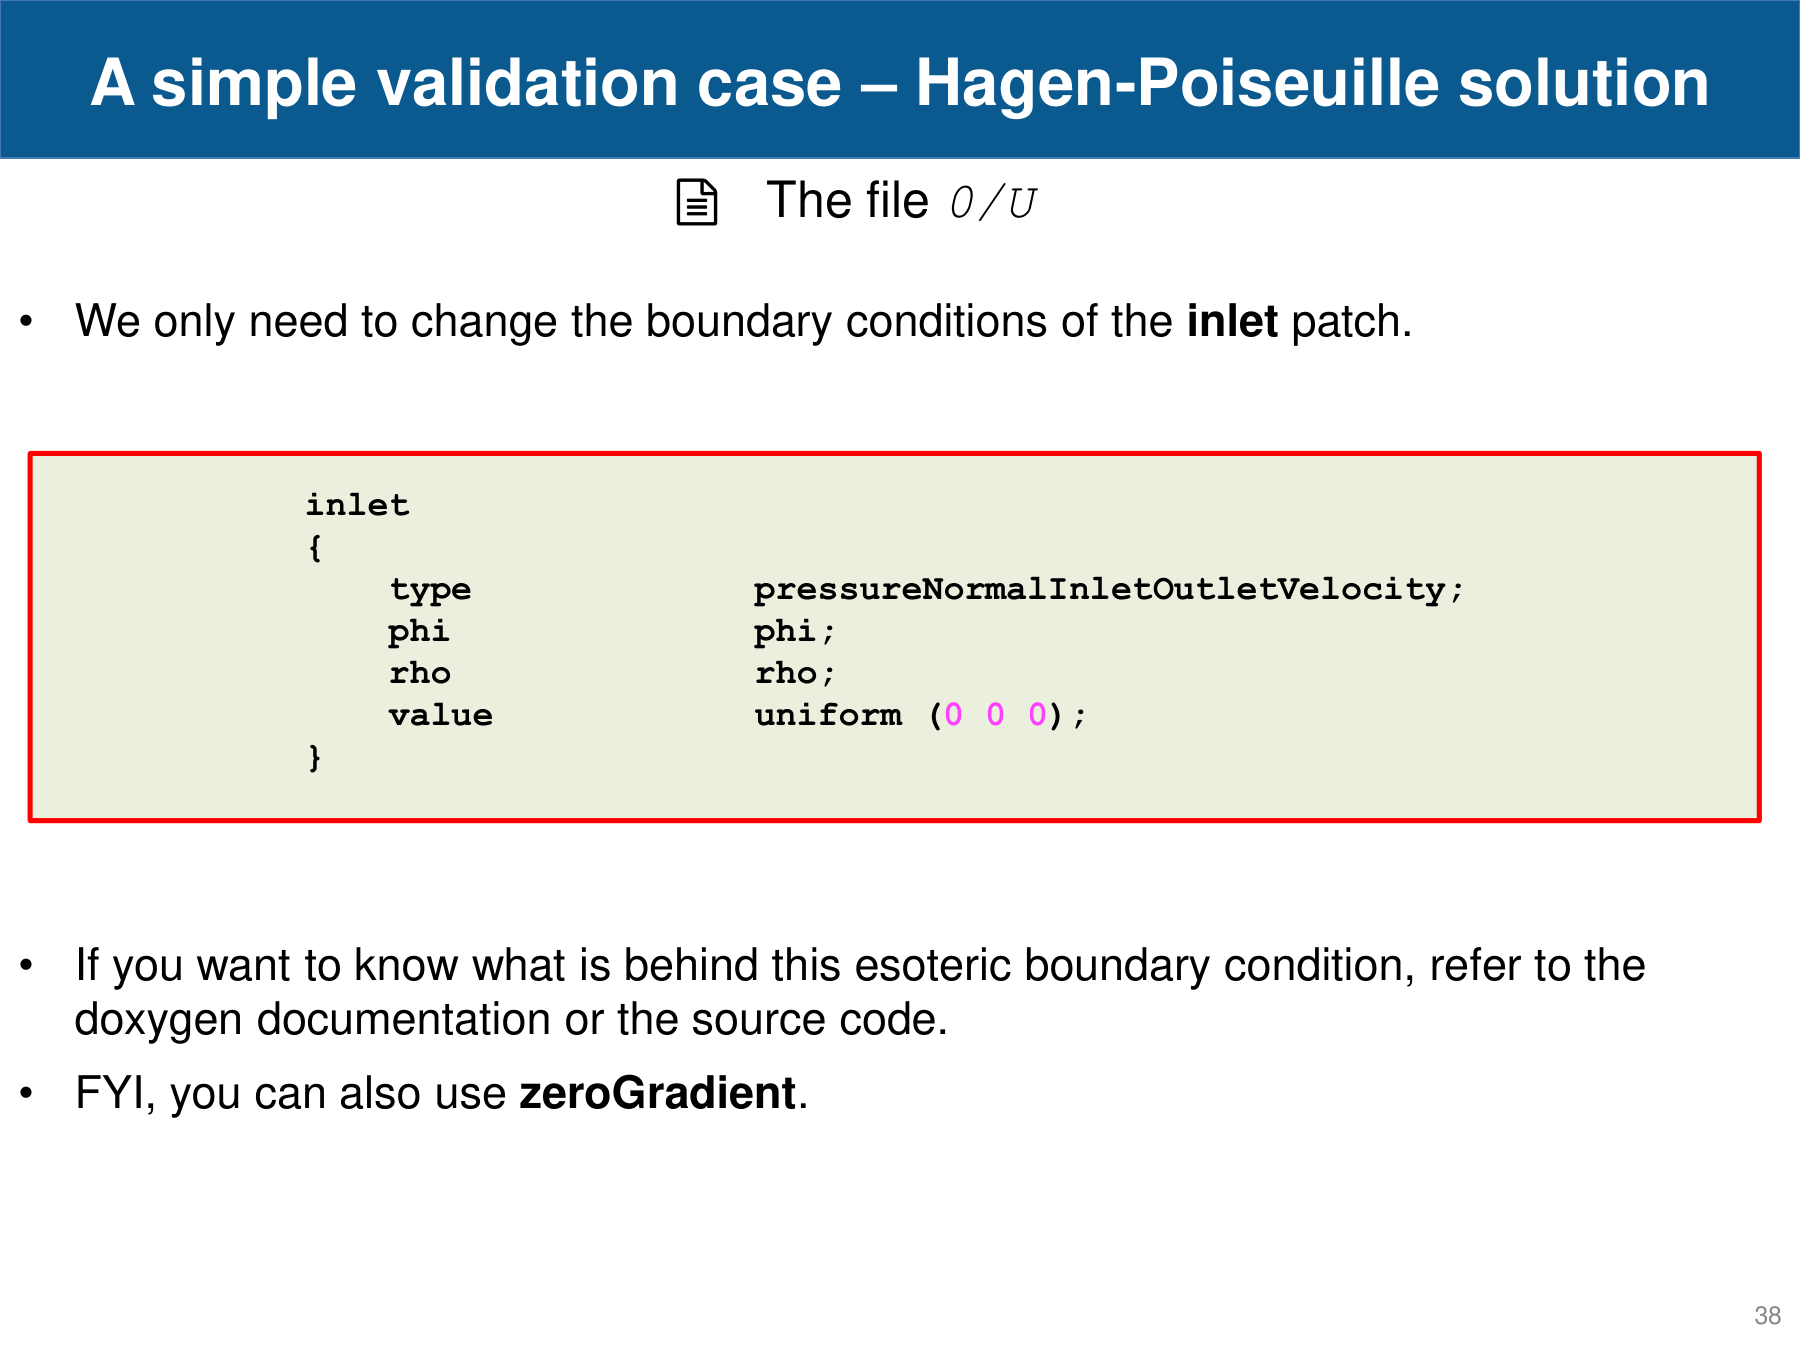 A simple validation case – Hagen-Poiseuille solution
The file 0/U
• We only need to change the boundary conditions of the inlet patch.
inlet
{
type pressureNormalInletOutletVelocity;
phi phi;
rho rho;
value uniform (0 0 0);
}
• If you want to know what is behind this esoteric boundary condition, refer to the
doxygen documentation or the source code.
• FYI, you can also use zeroGradient.
38